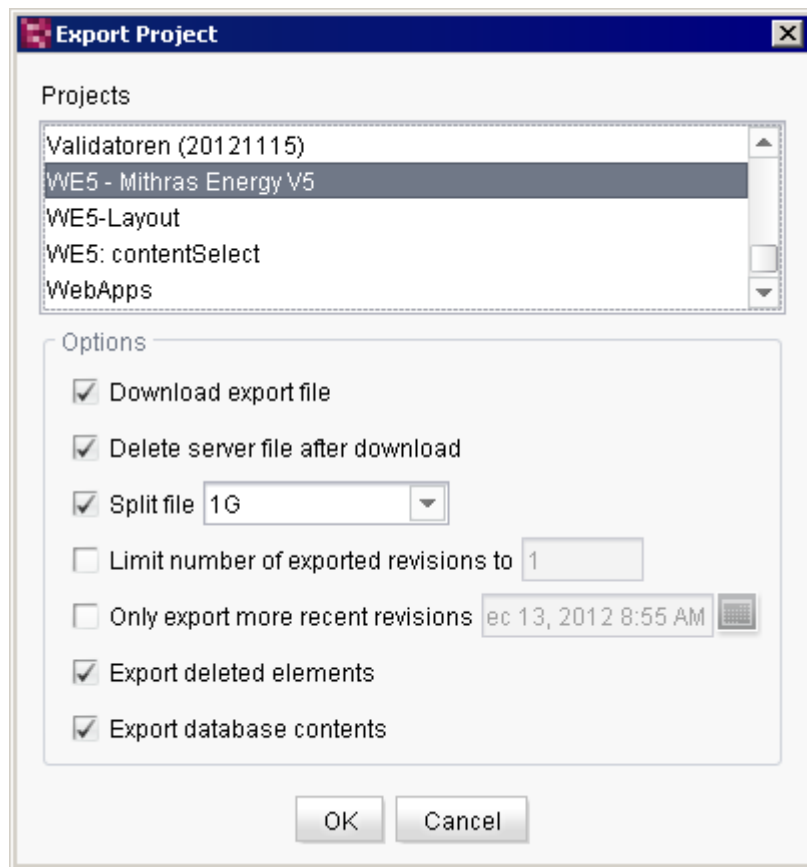 Export Project
Projects
Validatoren (20121115)
WE5 - Mithras Energy V5
WE5-Layout
WE5: contentSelect
WebApps
Options
Download export file
Delete server file after download
Split file 1G
Limit number of exported revisions to 1
Only export more recent revisions ec 13, 2012 8:55 AM
Export deleted elements
Export database contents
OK Cancel